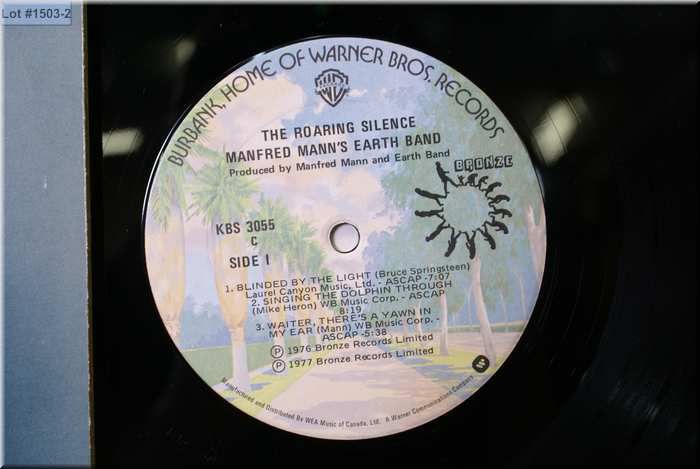 Lot #1503-2
BURBANK, HOME OF WARNER BROS. RECORDS
THE ROARING SILENCE
MANFRED MANN'S EARTH BAND
Produced by Manfred Mann and Earth Band
BRONZE
KBS 3055
C
SIDE I
1. BLINDED BY THE LIGHT (Bruce Springsteen)
Laurel Canyon Music, Ltd. - ASCAP -7:07
2. SINGING THE DOLPHIN THROUGH
(Mike Heron) WB Music Corp. - ASCAP
8:19
3. WAITER, THERE'S A YAWN IN
MY EAR (Mann) WB Music Corp. -
ASCAP -5:38
Ⓟ 1976 Bronze Records Limited
Ⓟ 1977 Bronze Records Limited
Manufactured and Distributed By WEA Music of Canada, Ltd. A Warner Communications Company